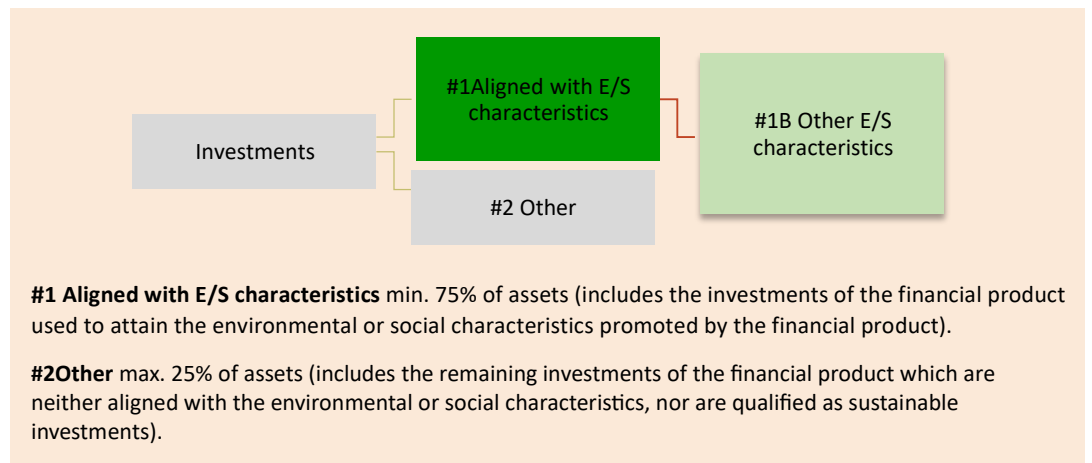 #1Aligned with E/S
characteristics
#1B Other E/S
characteristics
Investments
#2 Other
#1 Aligned with E/S characteristics min. 75% of assets (includes the investments of the financial product
used to attain the environmental or social characteristics promoted by the financial product).
#2Other max. 25% of assets (includes the remaining investments of the financial product which are
neither aligned with the environmental or social characteristics, nor are qualified as sustainable
investments).